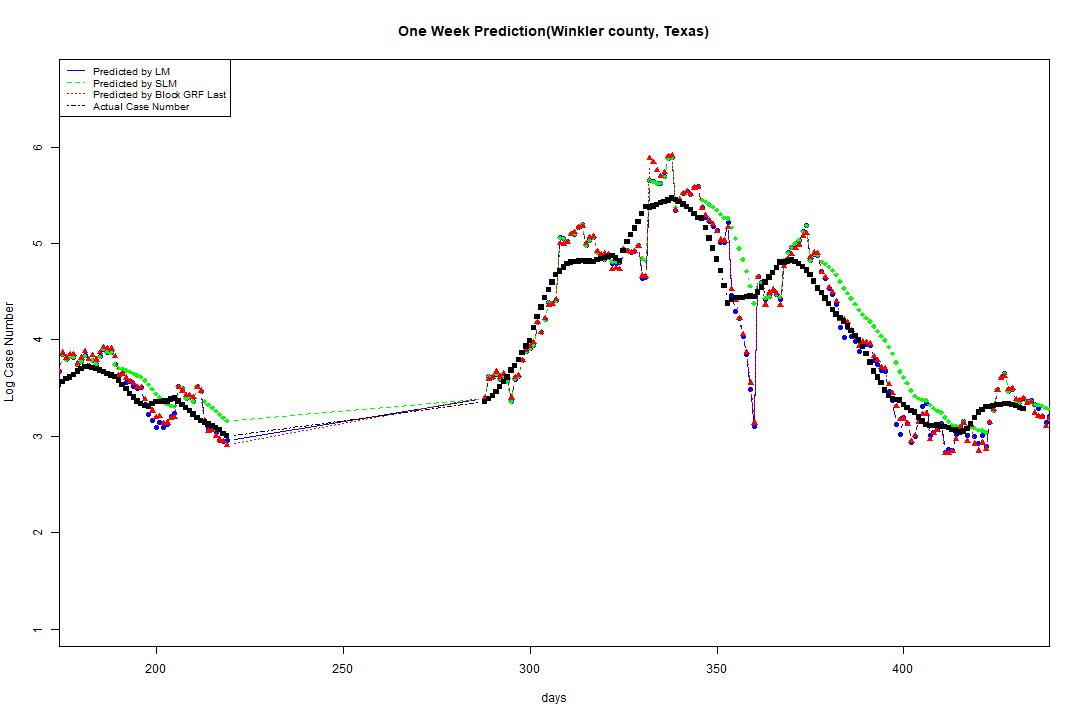 One Week Prediction(Winkler county, Texas)
Predicted by LM
Predicted by SLM
Predicted by Block GRF Last
Actual Case Number
Log Case Number
6
5
4
3
2
1
200 250 300 350 400
days